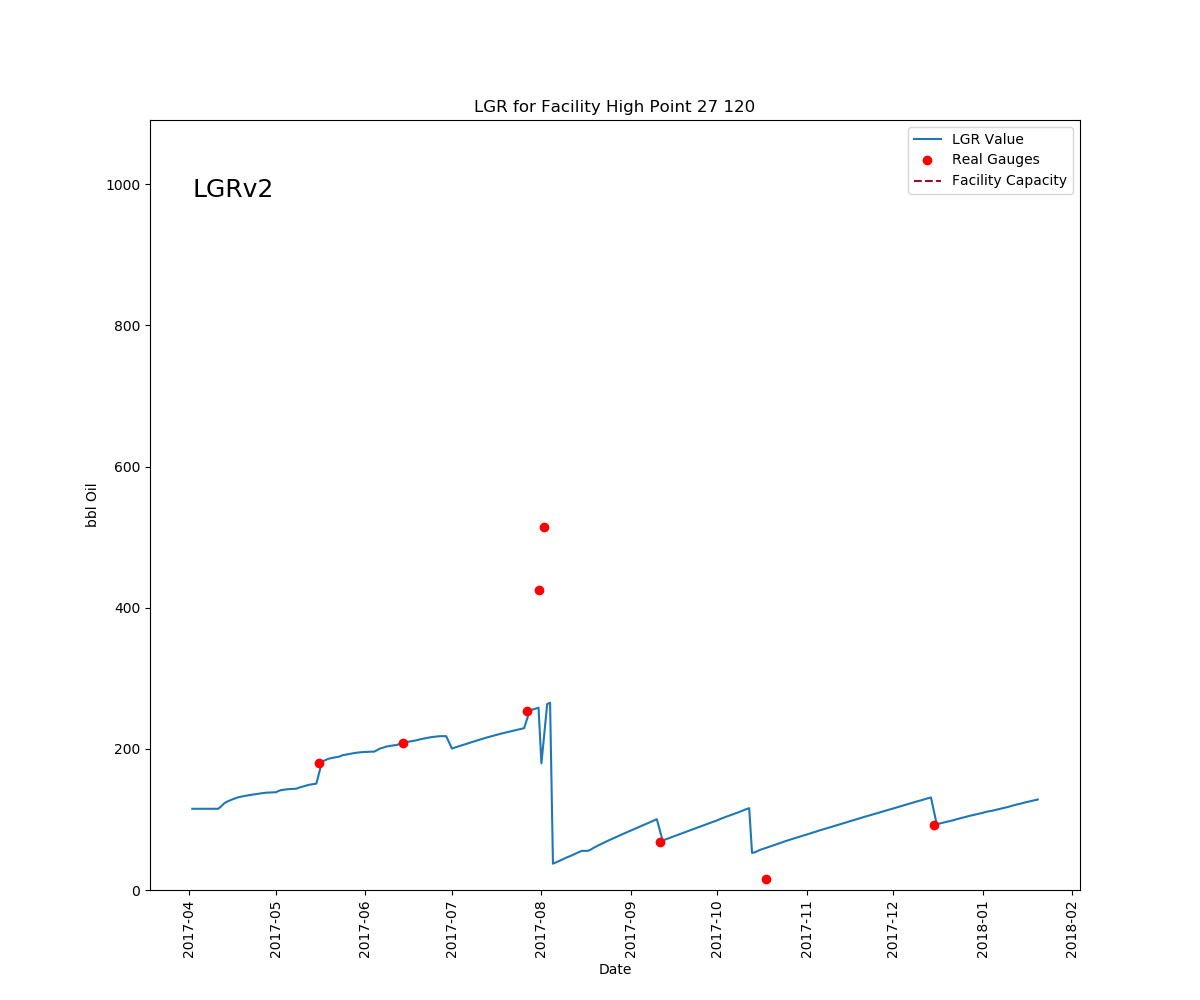 LGR for Facility High Point 27 120
LGRv2
LGR Value
Real Gauges
Facility Capacity
1000
800
600
400
200
0
bbl Oil
2017-04
2017-05
2017-06
2017-07
2017-08
2017-09
2017-10
2017-11
2017-12
2018-01
2018-02
Date